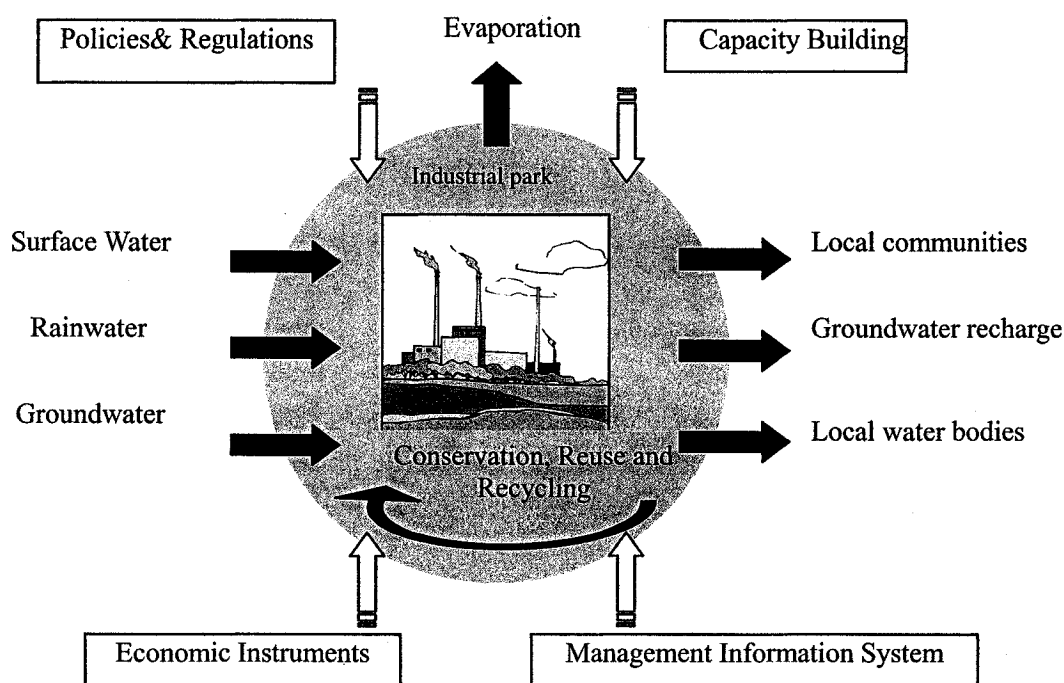 Policies& Regulations
Evaporation
Capacity Building
Industrial park
Surface Water
Local communities
Rainwater
Groundwater recharge
Groundwater
Local water bodies
Conservation, Reuse and
Recycling
Economic Instruments
Management Information System